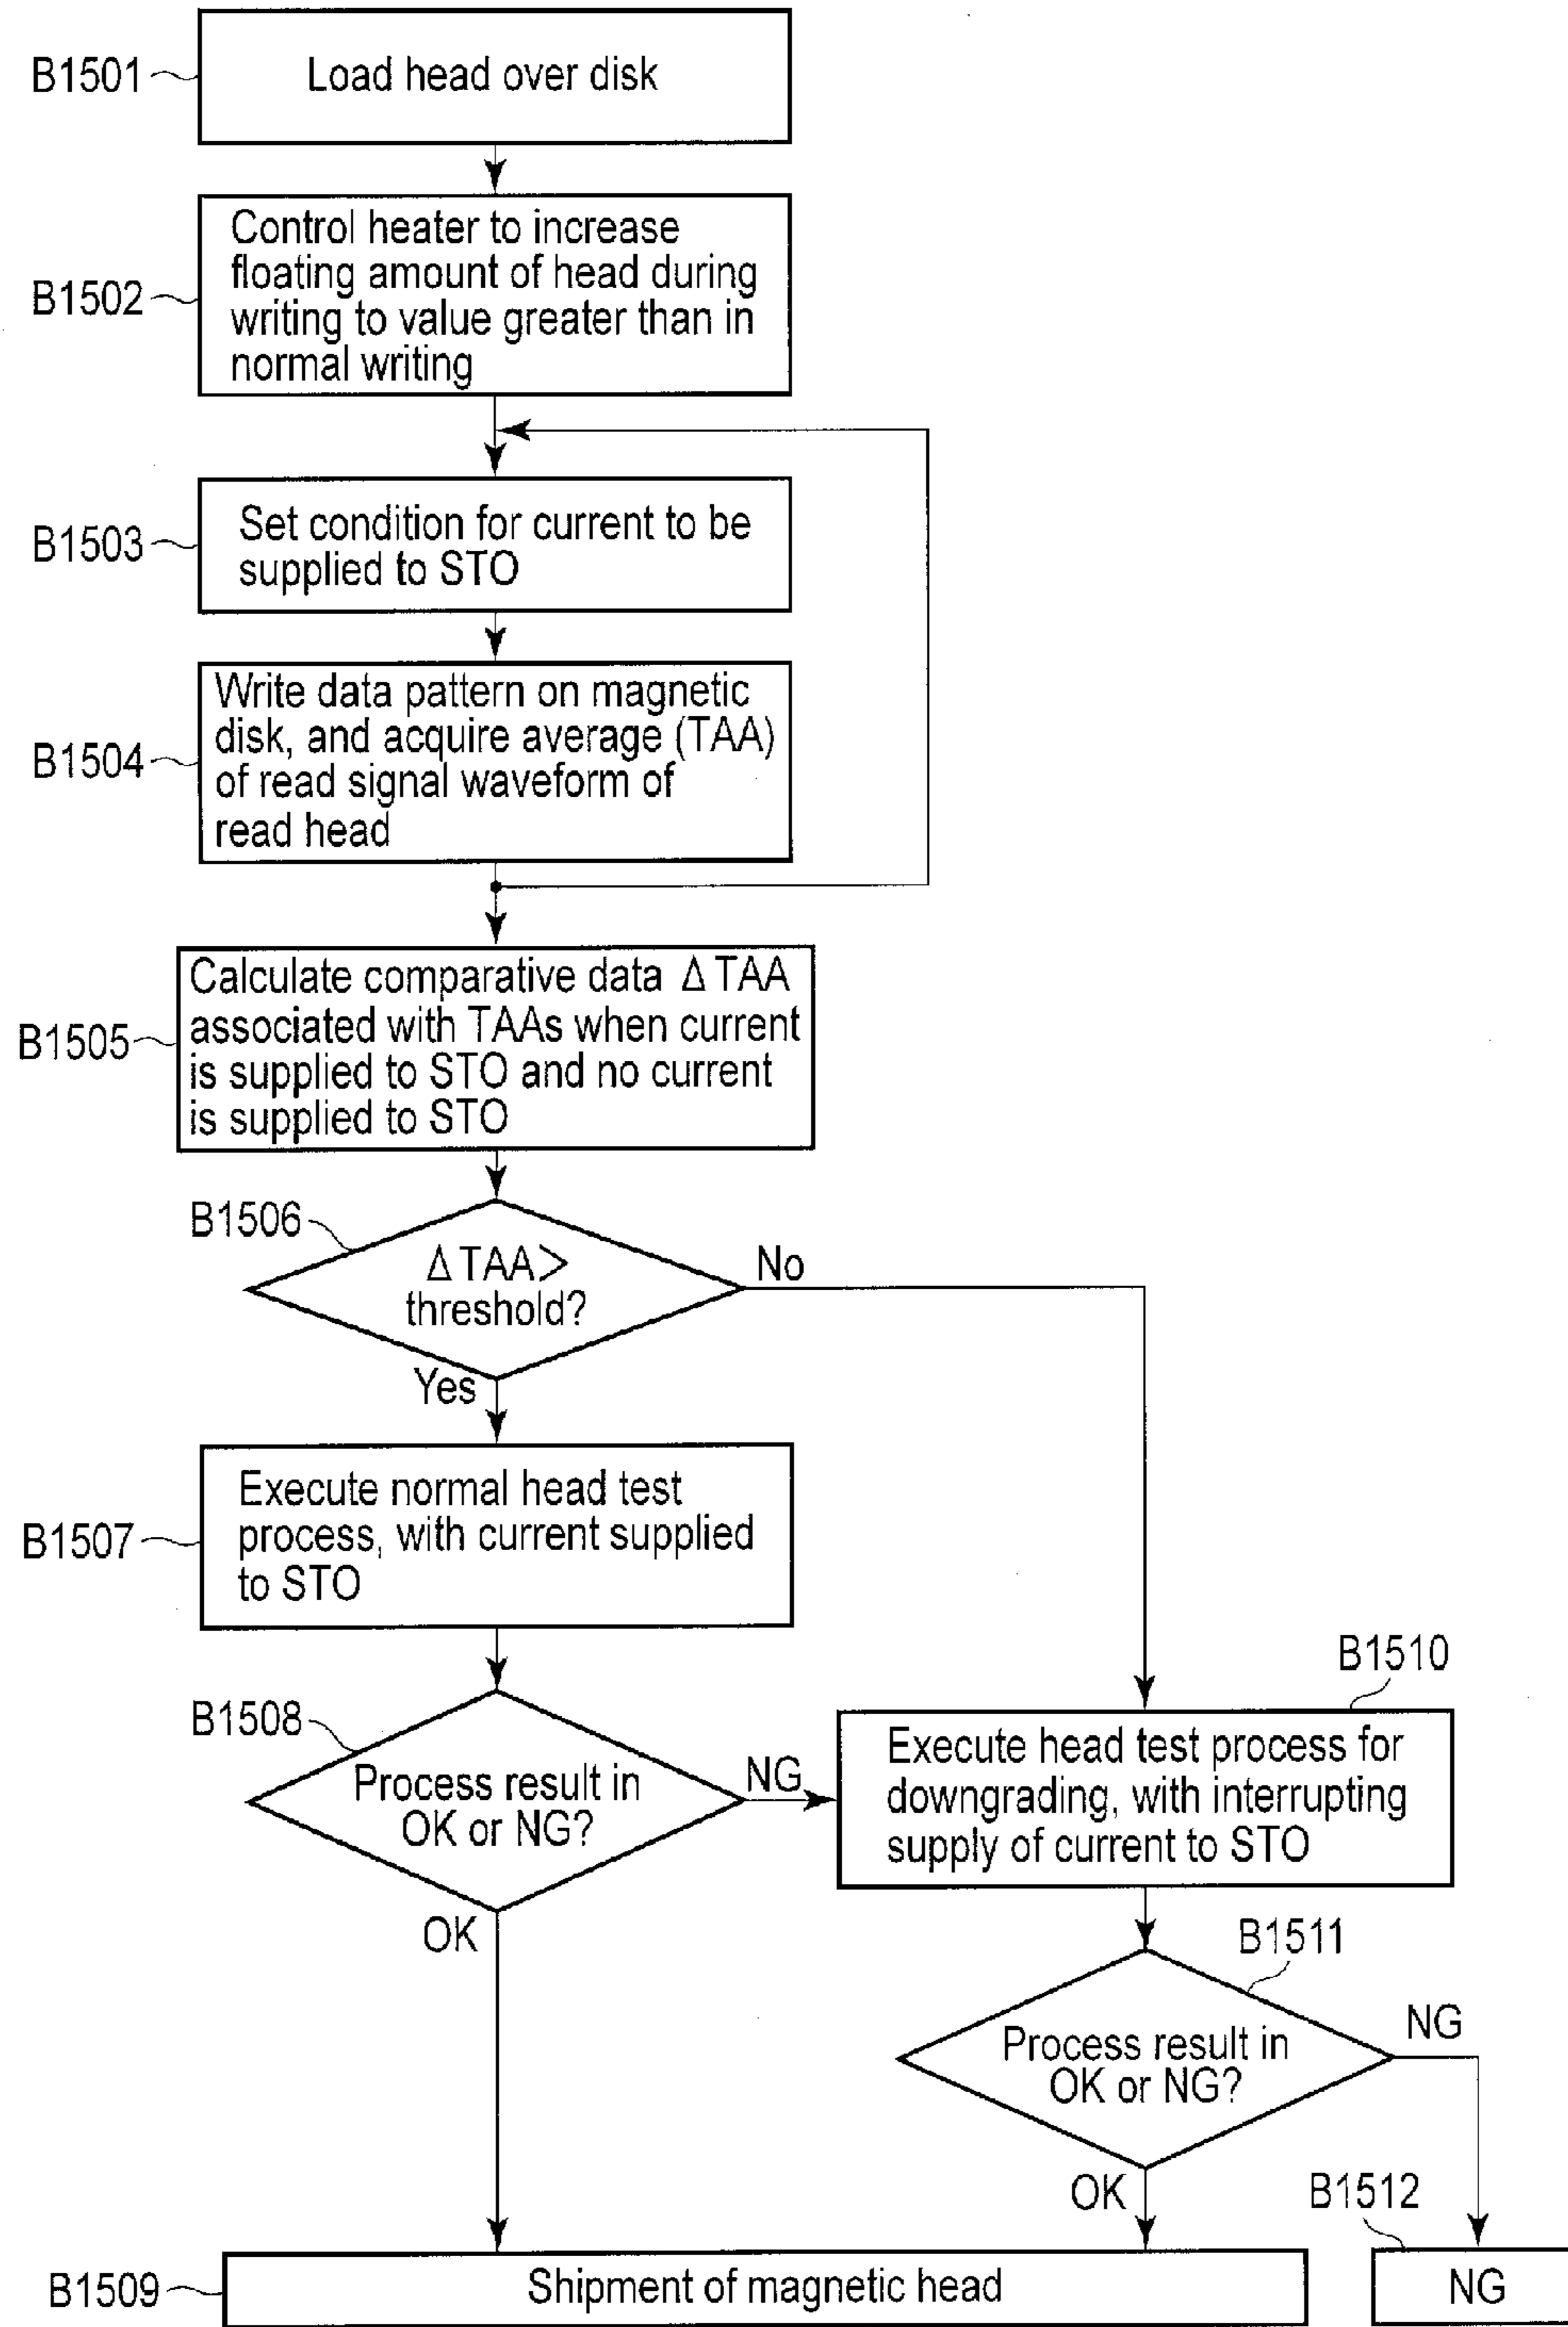 B1501
Load head over disk
B1502
Control heater to increase
floating amount of head during
writing to value greater than in
normal writing
B1503
Set condition for current to be
supplied to STO
B1504
Write data pattern on magnetic
disk, and acquire average (TAA)
of read signal waveform of
read head
B1505
Calculate comparative data Δ TAA
associated with TAAs when current
is supplied to STO and no current
is supplied to STO
B1506
Δ TAA>
threshold?
No
Yes
B1507
Execute normal head test
process, with current supplied
to STO
B1508
Process result in
OK or NG?
NG
OK
B1510
Execute head test process for
downgrading, with interrupting
supply of current to STO
B1511
Process result in
OK or NG?
NG
OK
B1509
Shipment of magnetic head
B1512
NG